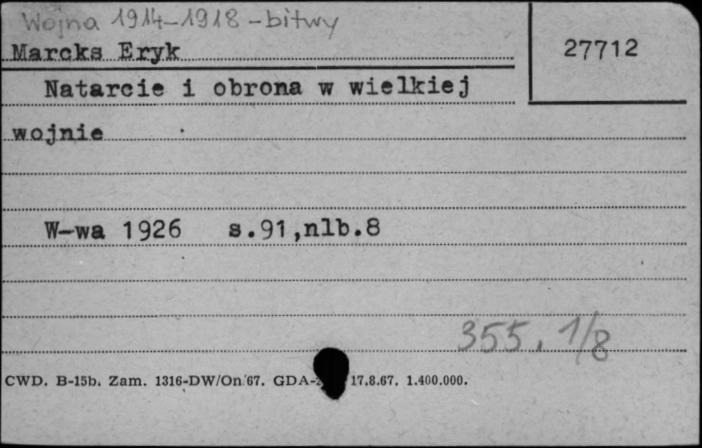 Wojna 1914-1918 - bitwy
Marcks Eryk
27712
Natarcie i obrona w wielkiej
wojnie
W-wa 1926 s.91,nlb.8
355.1/8
CWD. B-15b. Zam. 1316-DW/On/67. GDA- 17.8.67. 1.400.000.